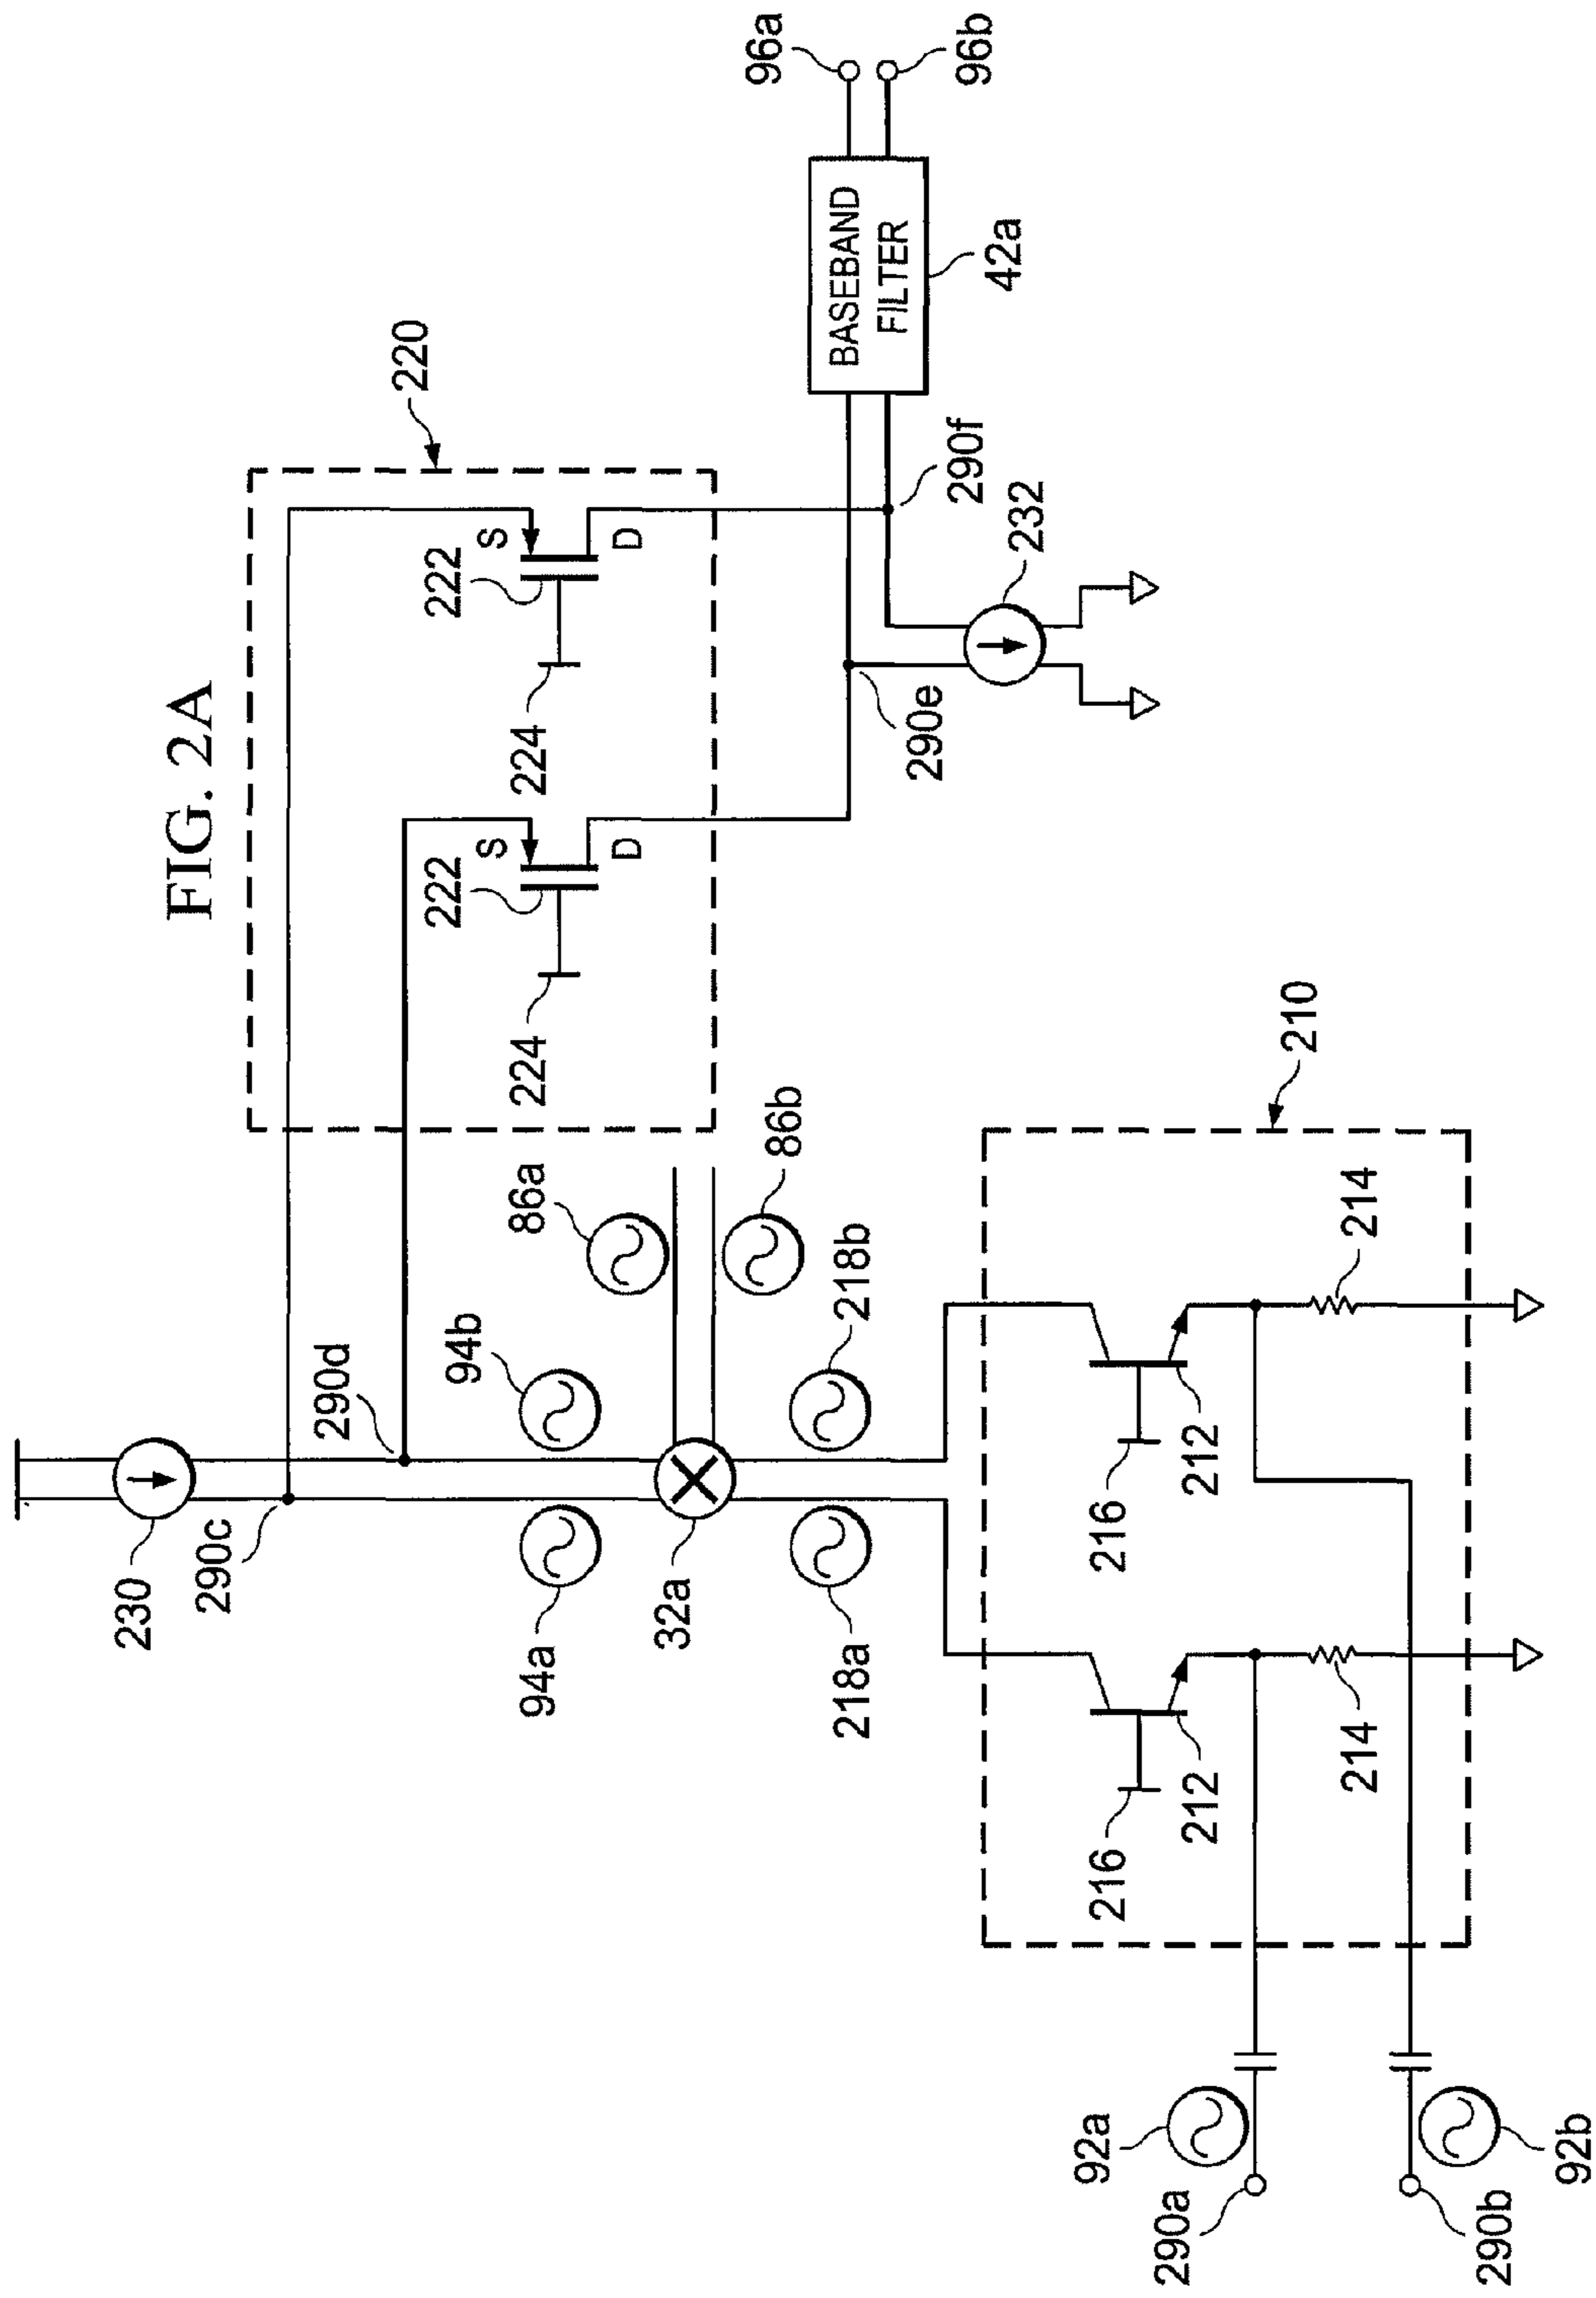 FIG. 2A
96a
96b
BASEBAND
FILTER
42a
220
290f
232
222
S
D
224
290e
222
S
D
224
210
86a
86b
94b
218b
290d
214
212
216
230
290c
94a
32a
218a
214
212
216
92a
290a
290b
92b